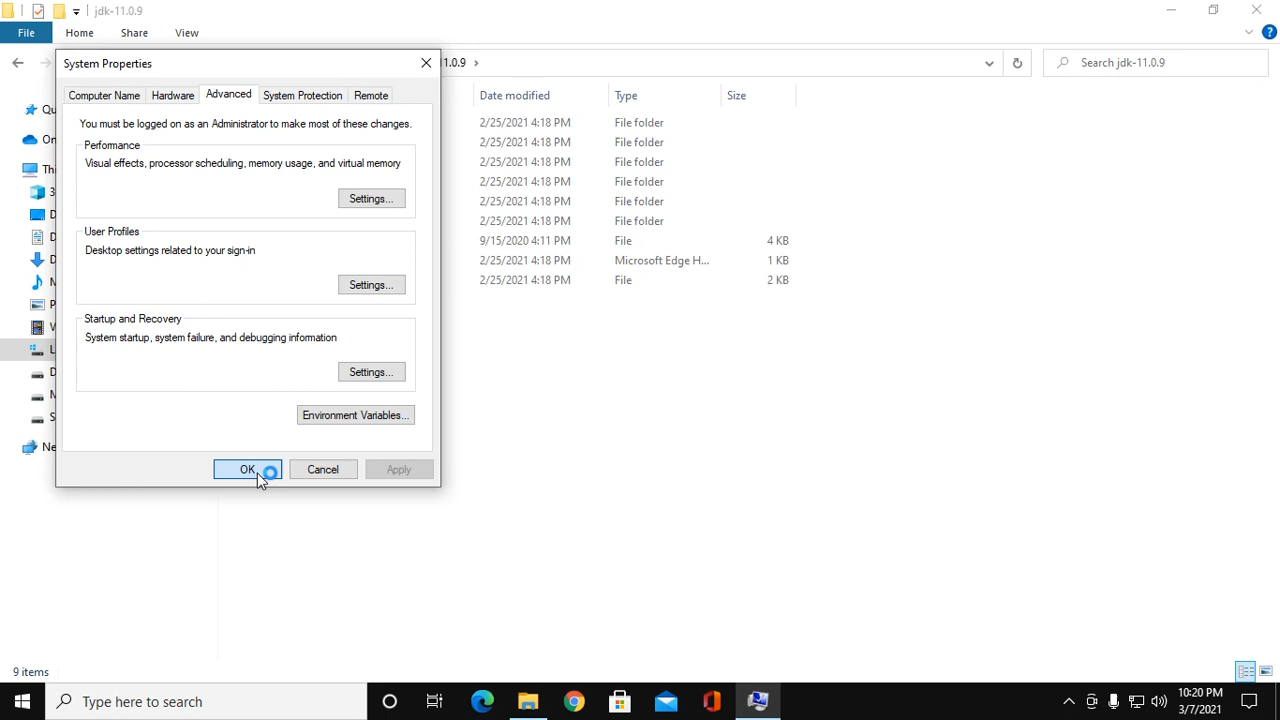 jdk-11.0.9
File Home Share View
System Properties
11.0.9
Search jdk-11.0.9
Computer Name Hardware Advanced System Protection Remote
Date modified Type Size
You must be logged on as an Administrator to make most of these changes.
Performance
Visual effects, processor scheduling, memory usage, and virtual memory
Settings...
User Profiles
Desktop settings related to your sign-in
Settings...
Startup and Recovery
System startup, system failure, and debugging information
Settings...
Environment Variables...
OK Cancel Apply
2/25/2021 4:18 PM File folder
2/25/2021 4:18 PM File folder
2/25/2021 4:18 PM File folder
2/25/2021 4:18 PM File folder
2/25/2021 4:18 PM File folder
2/25/2021 4:18 PM File folder
9/15/2020 4:11 PM File 4 KB
2/25/2021 4:18 PM Microsoft Edge H... 1 KB
2/25/2021 4:18 PM File 2 KB
9 items
Type here to search
10:20 PM
3/7/2021